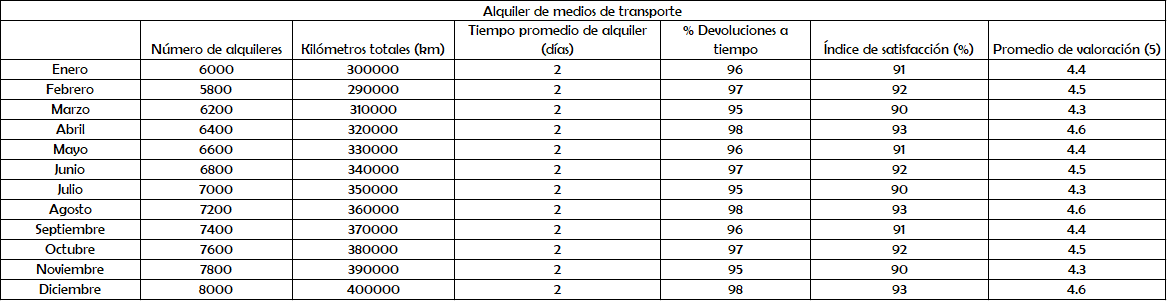 Alquiler de medios de transporte
Número de alquileres Kilómetros totales (km) Tiempo promedio de alquiler (días) % Devoluciones a tiempo Índice de satisfacción (%) Promedio de valoración (5)
Enero 6000 300000 2 96 91 4.4
Febrero 5800 290000 2 97 92 4.5
Marzo 6200 310000 2 95 90 4.3
Abril 6400 320000 2 98 93 4.6
Mayo 6600 330000 2 96 91 4.4
Junio 6800 340000 2 97 92 4.5
Julio 7000 350000 2 95 90 4.3
Agosto 7200 360000 2 98 93 4.6
Septiembre 7400 370000 2 96 91 4.4
Octubre 7600 380000 2 97 92 4.5
Noviembre 7800 390000 2 95 90 4.3
Diciembre 8000 400000 2 98 93 4.6